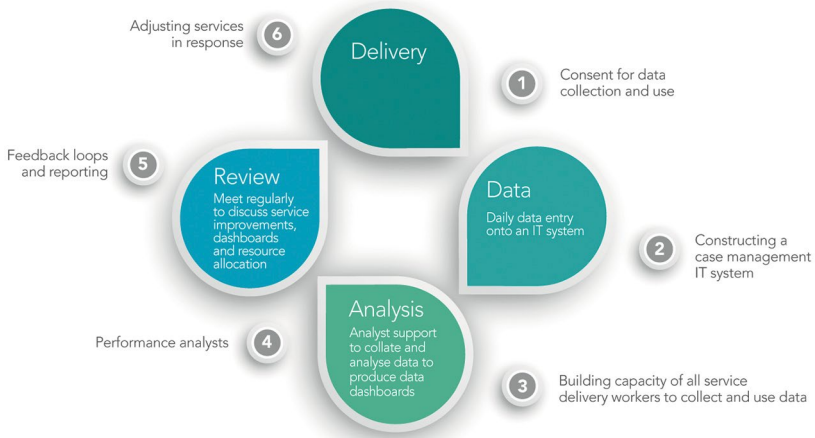 Delivery
1
Consent for data
collection and use
Data
Daily data entry
onto an IT system
2
Constructing a
case management
IT system
3
Building capacity of all service
delivery workers to collect and use data
Analysis
Analyst support
to collate and
analyse data to
produce data
dashboards
4
Performance analysts
Review
Meet regularly
to discuss service
improvements,
dashboards
and resource
allocation
5
Feedback loops
and reporting
6
Adjusting services
in response